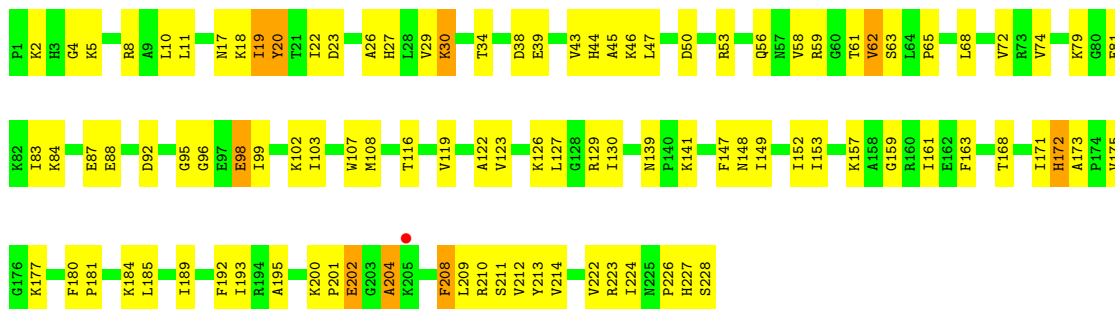 P1 K2 H3 G4 K5 R8 A9 L10 L11 N17 K18 I19 Y20 T21 I22 D23 A26 H27 L28 V29 K30 T34 D38 E39 V43 H44 A45 K46 L47 D50 R53 Q56 N57 V58 R59 G60 T61 V62 S63 L64 P65 L68 V72 R73 V74 K79 G80
K82 I83 K84 E87 E88 D92 G95 G96 E97 E98 I99 K102 I103 W107 M108 T116 V119 A122 V123 K126 L127 G128 R129 I130 N139 P140 K141 F147 N148 I149 I152 I153 K157 A158 G159 R160 I161 E162 F163 T168 I171 H172 A173 P174
G176 K177 F180 P181 K184 L185 I189 F192 I193 R194 A195 K200 P201 E202 G203 A204 K205 F208 L209 R210 S211 V212 Y213 V214 V222 R223 I224 N225 P226 H227 S228